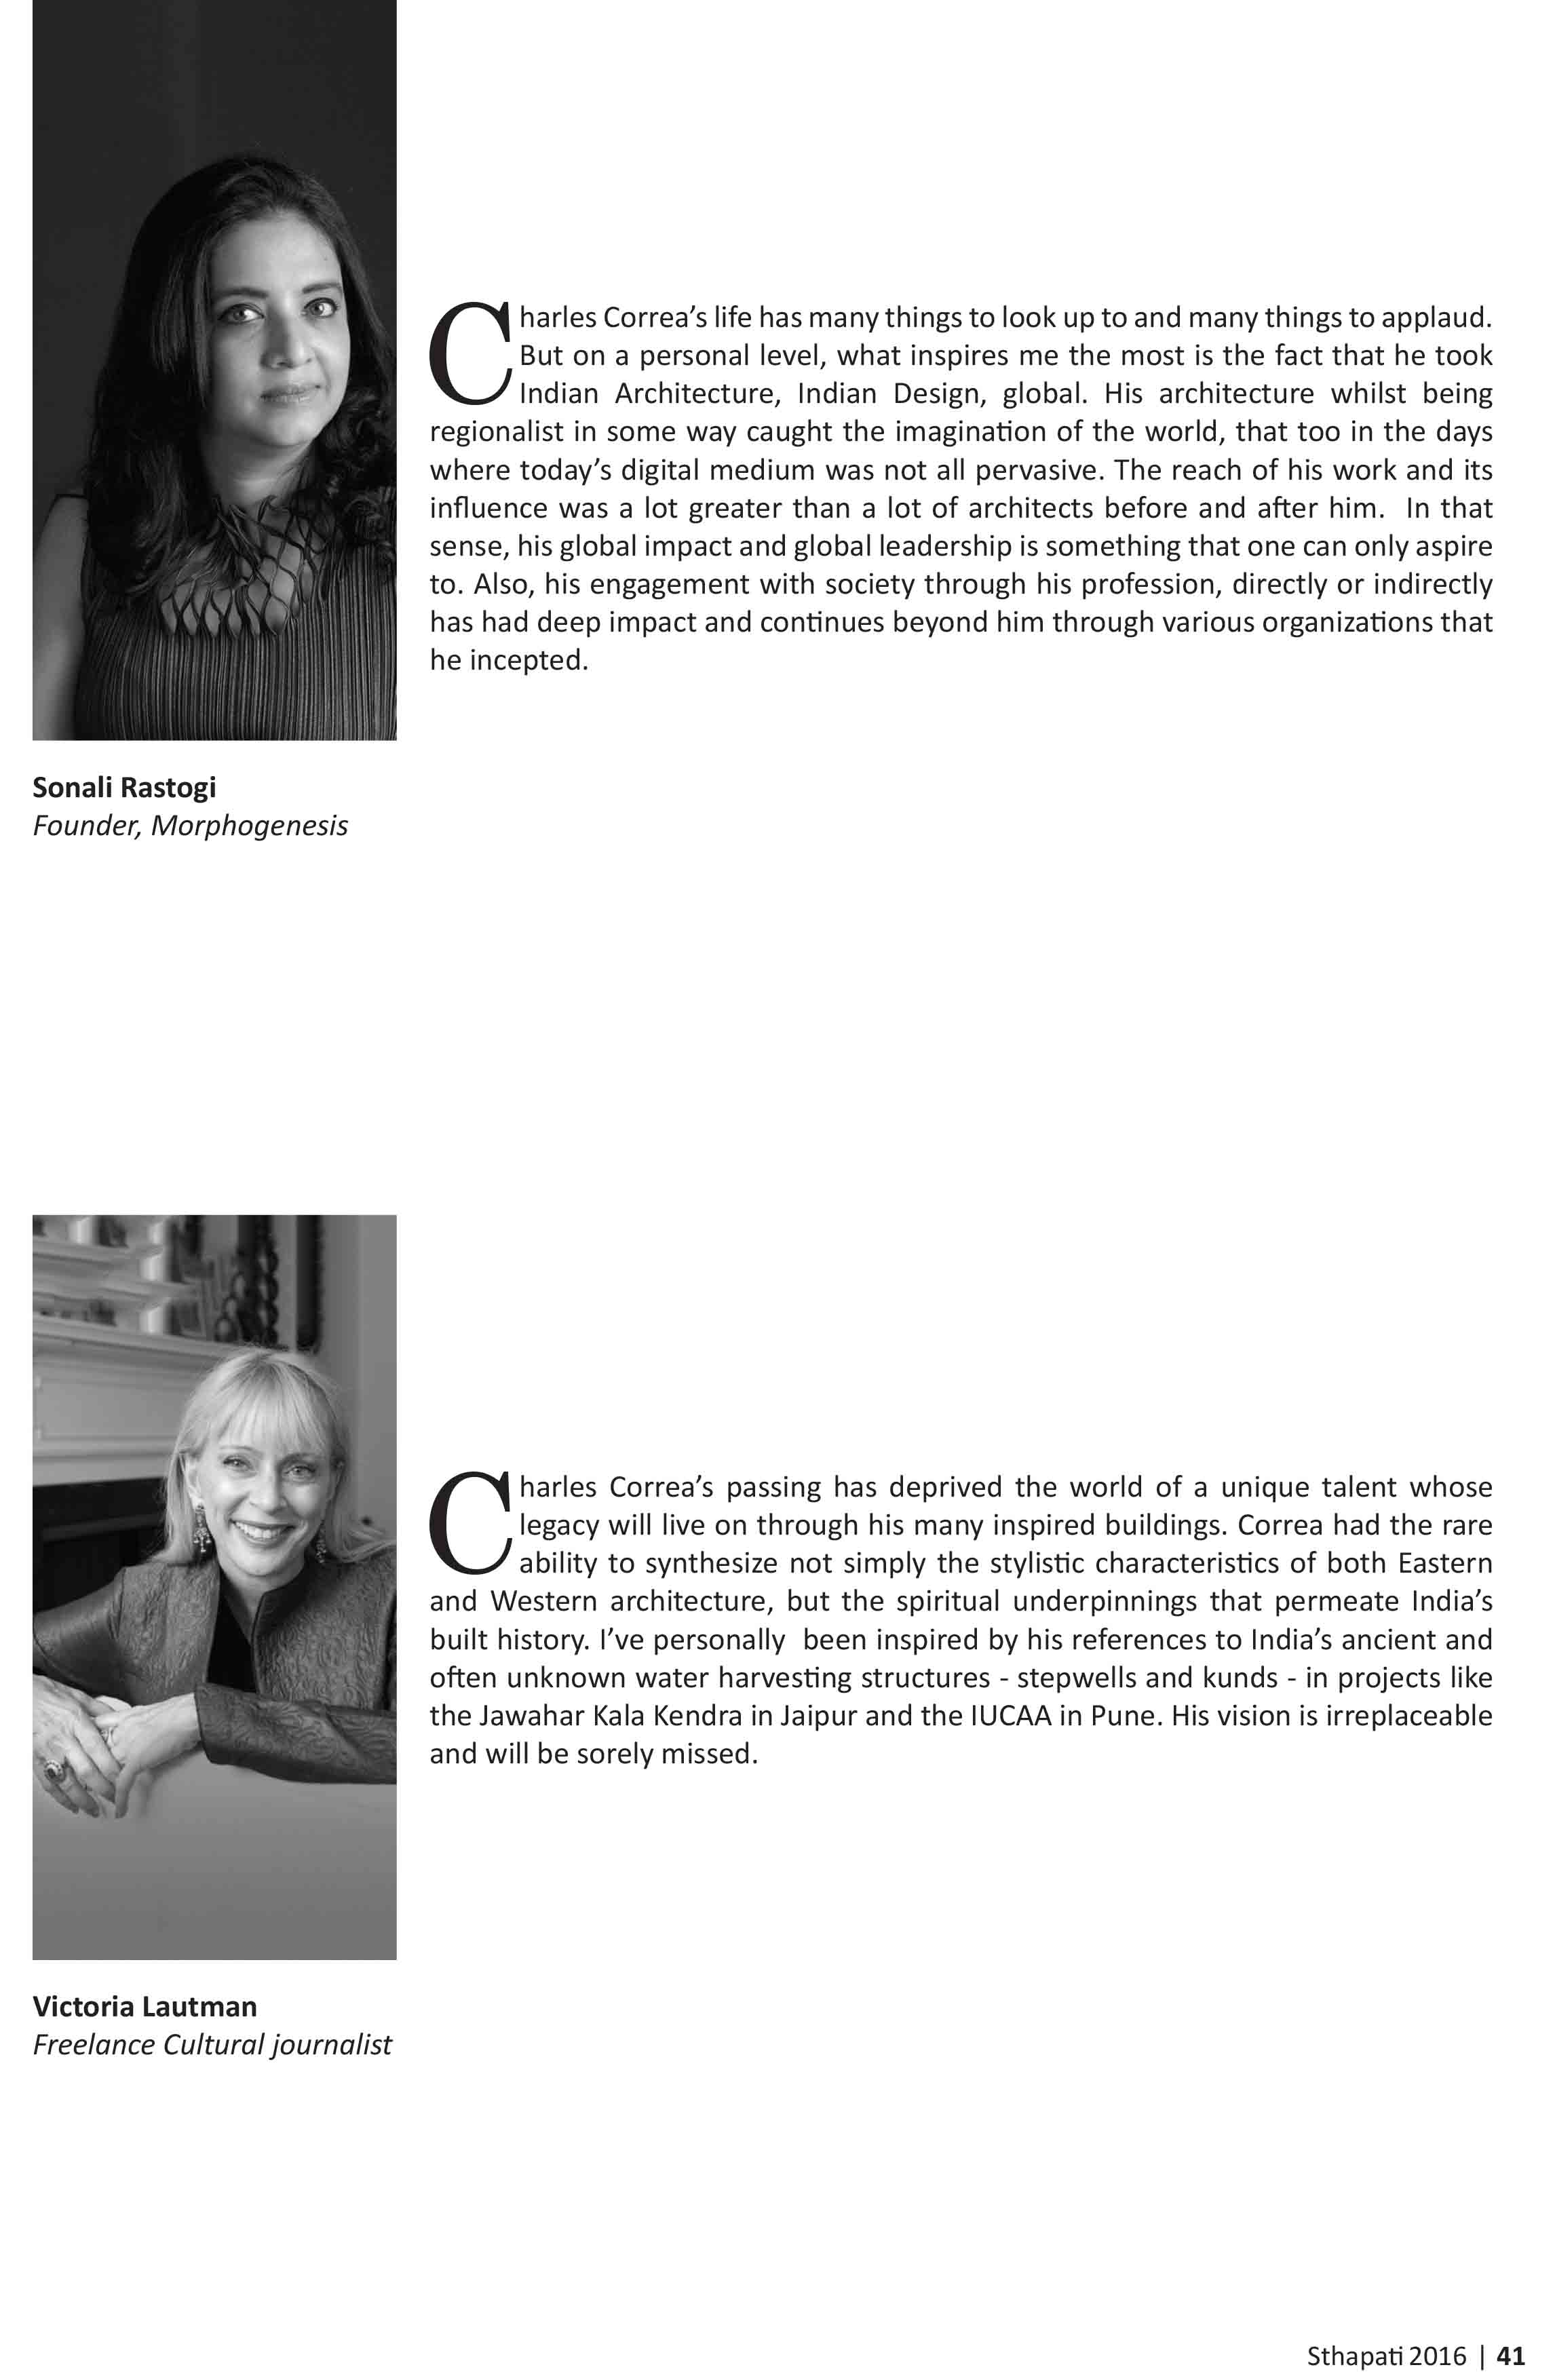 Charles Correa’s life has many things to look up to and many things to applaud.
But on a personal level, what inspires me the most is the fact that he took
Indian Architecture, Indian Design, global. His architecture whilst being
regionalist in some way caught the imagination of the world, that too in the days
where today’s digital medium was not all pervasive. The reach of his work and its
influence was a lot greater than a lot of architects before and after him.  In that
sense, his global impact and global leadership is something that one can only aspire
to. Also, his engagement with society through his profession, directly or indirectly
has had deep impact and continues beyond him through various organizations that
he incepted.
Sonali Rastogi
Founder, Morphogenesis
Charles Correa’s passing has deprived the world of a unique talent whose
legacy will live on through his many inspired buildings. Correa had the rare
ability to synthesize not simply the stylistic characteristics of both Eastern
and Western architecture, but the spiritual underpinnings that permeate India’s
built history. I’ve personally  been inspired by his references to India’s ancient and
often unknown water harvesting structures - stepwells and kunds - in projects like
the Jawahar Kala Kendra in Jaipur and the IUCAA in Pune. His vision is irreplaceable
and will be sorely missed.
Victoria Lautman
Freelance Cultural journalist
Sthapati 2016 | 41